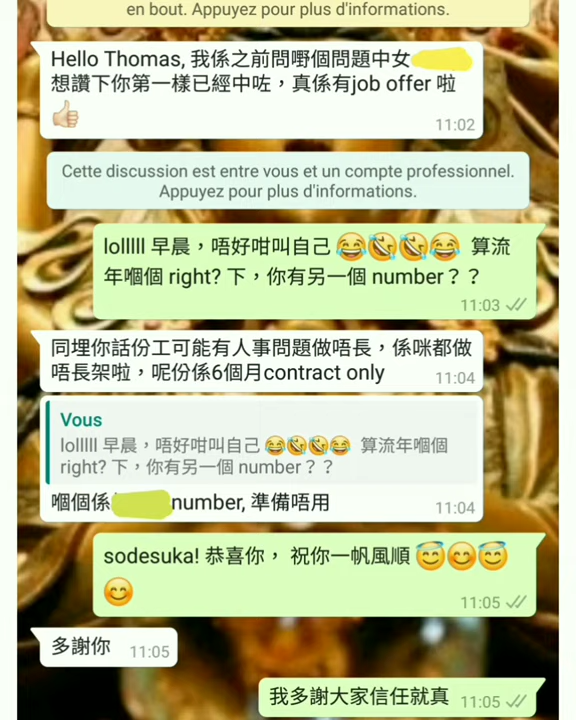 en bout. Appuyez pour plus d'informations.
Hello Thomas, 我係之前問嘢個問題中女
想讚下你第一樣已經中咗，真係有job offer 啦
👍🏻
11:02
Cette discussion est entre vous et un compte professionnel.
Appuyez pour plus d'informations.
lolllll 早晨，唔好咁叫自己 😂🤣🤣😂 算流
年嗰個 right? 下，你有另一個 number？？
11:03
同埋你話份工可能有人事問題做唔長，係咪都做
唔長架啦，呢份係6個月contract only
11:04
Vous
lolllll 早晨，唔好咁叫自己 😂🤣🤣😂 算流年嗰個
right? 下，你有另一個 number？？
嗰個係 number, 準備唔用
11:04
sodesuka! 恭喜你， 祝你一帆風順 😇😊😇
😊
11:05
多謝你 11:05
我多謝大家信任就真 11:05